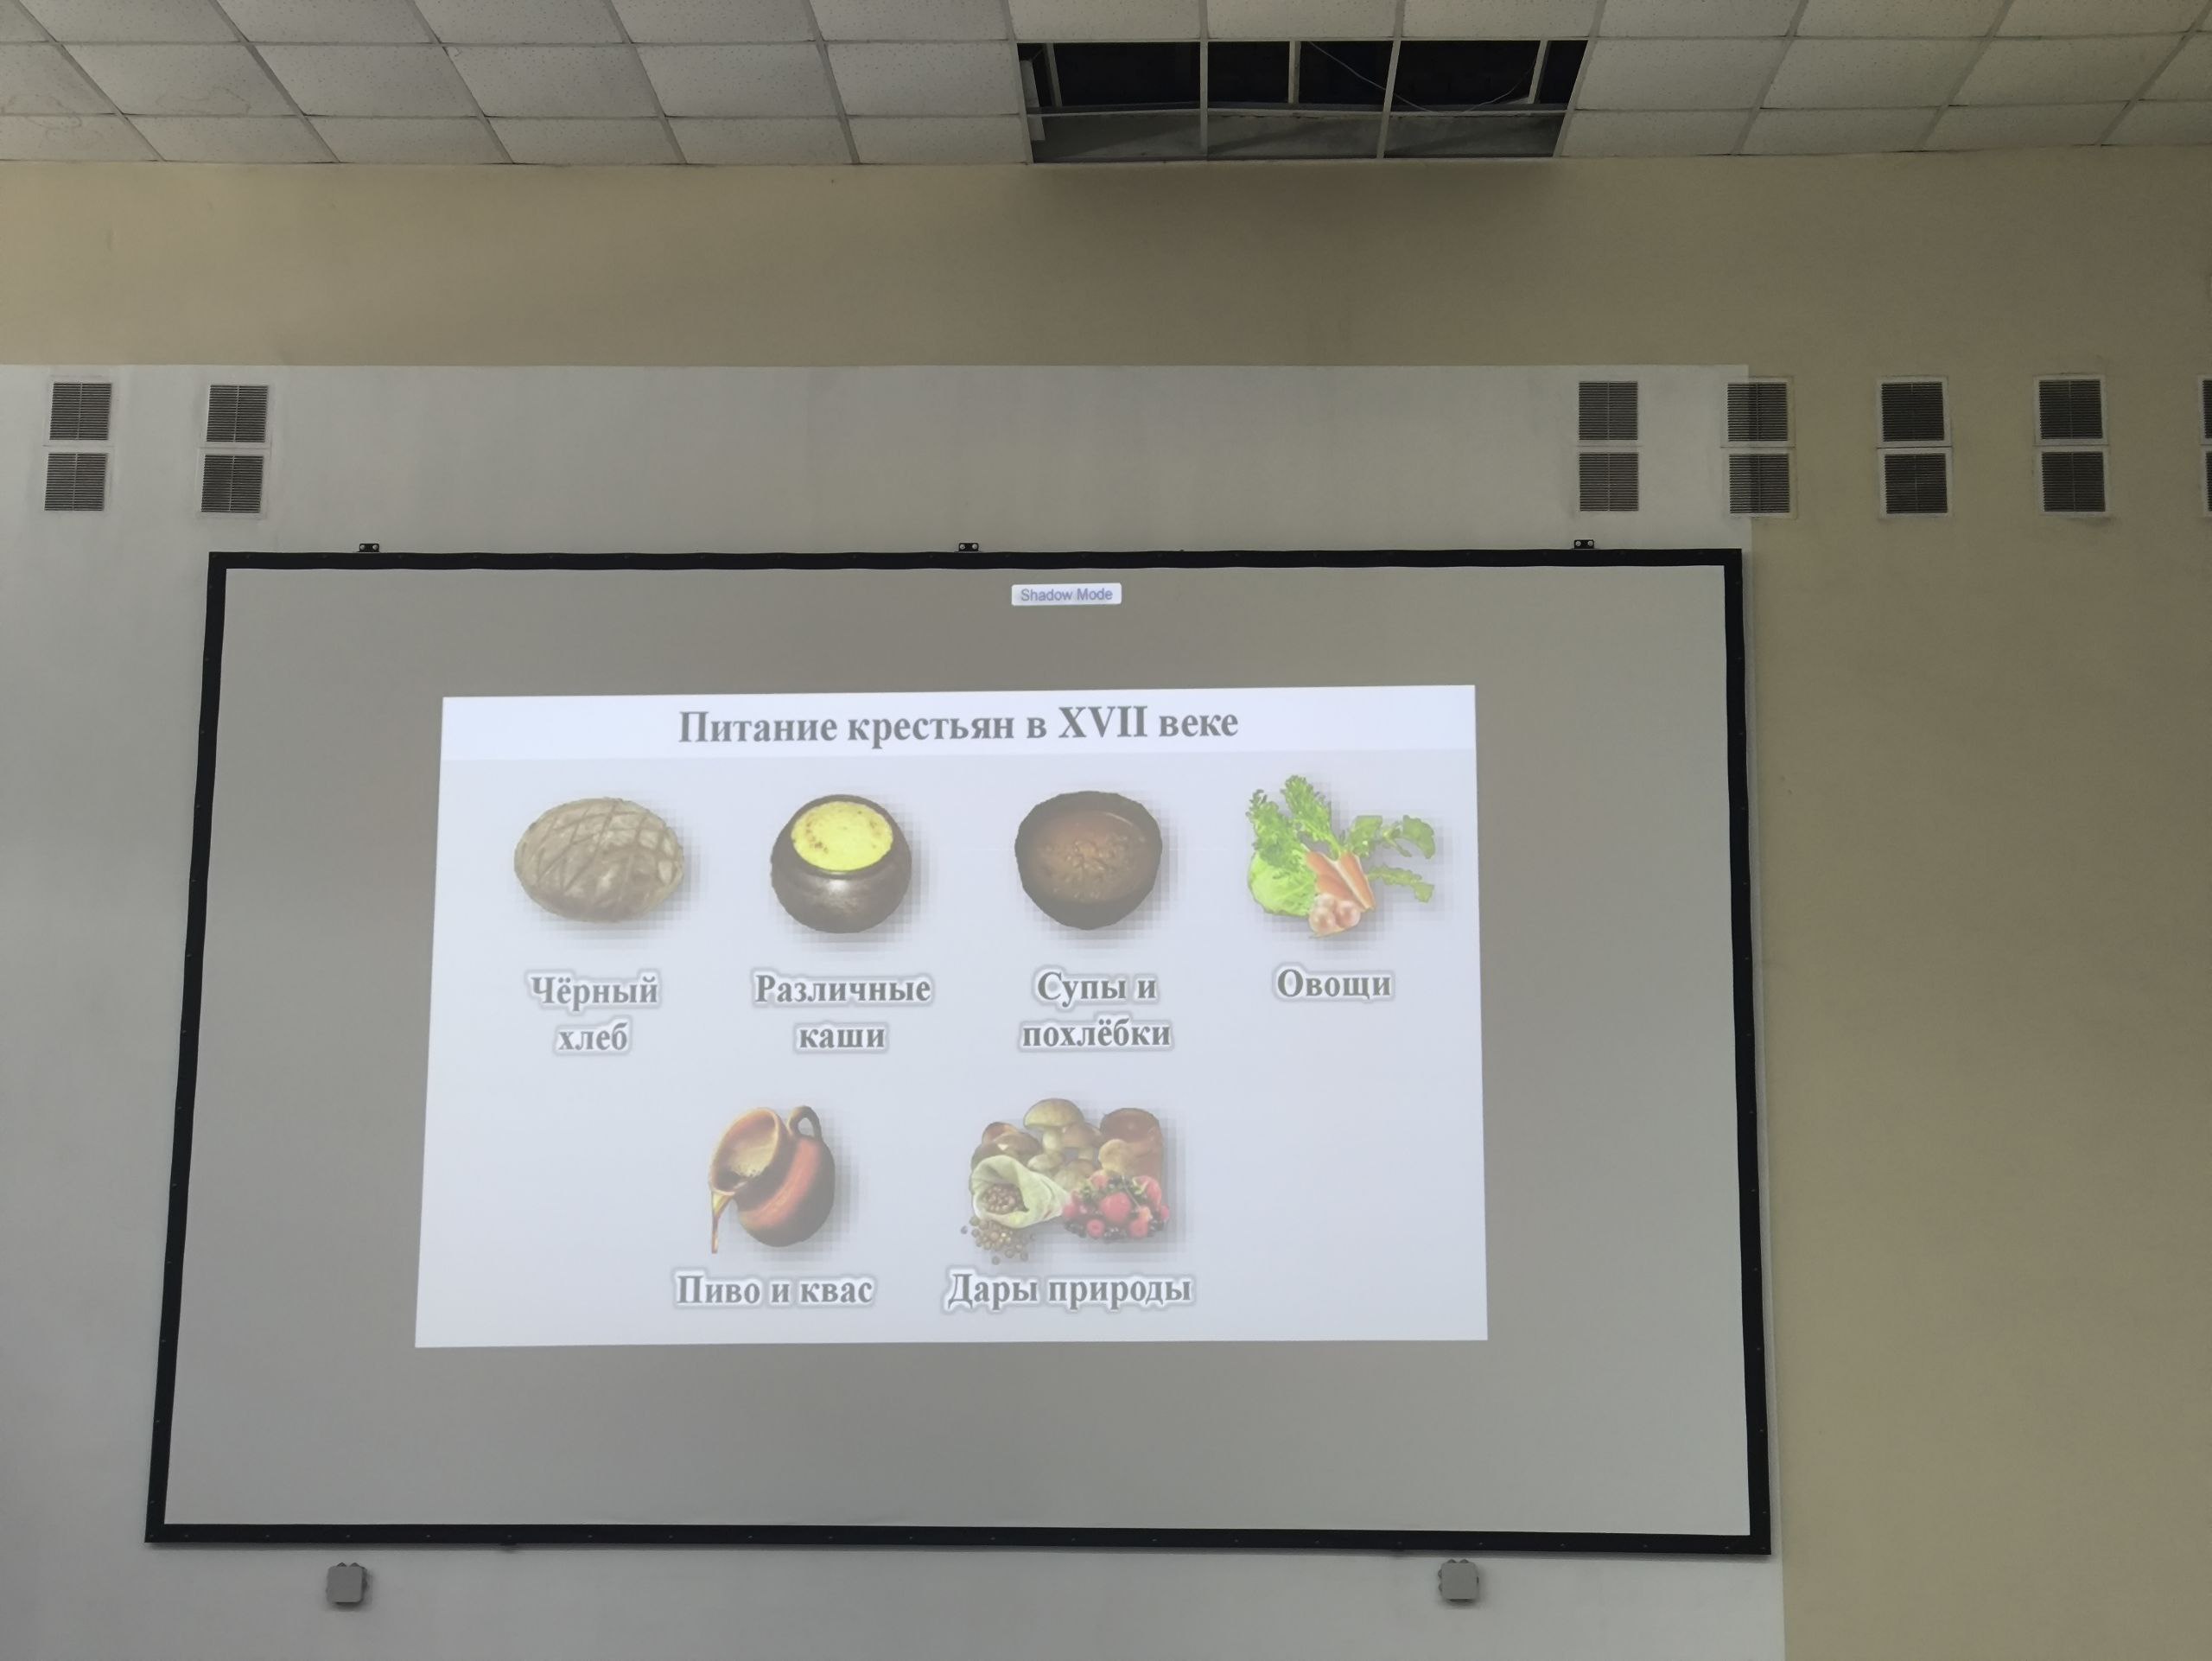 Shadow Mode
Питание крестьян в XVII веке
Чёрный
хлеб
Различные
каши
Супы и
похлёбки
Овощи
Пиво и квас
Дары природы